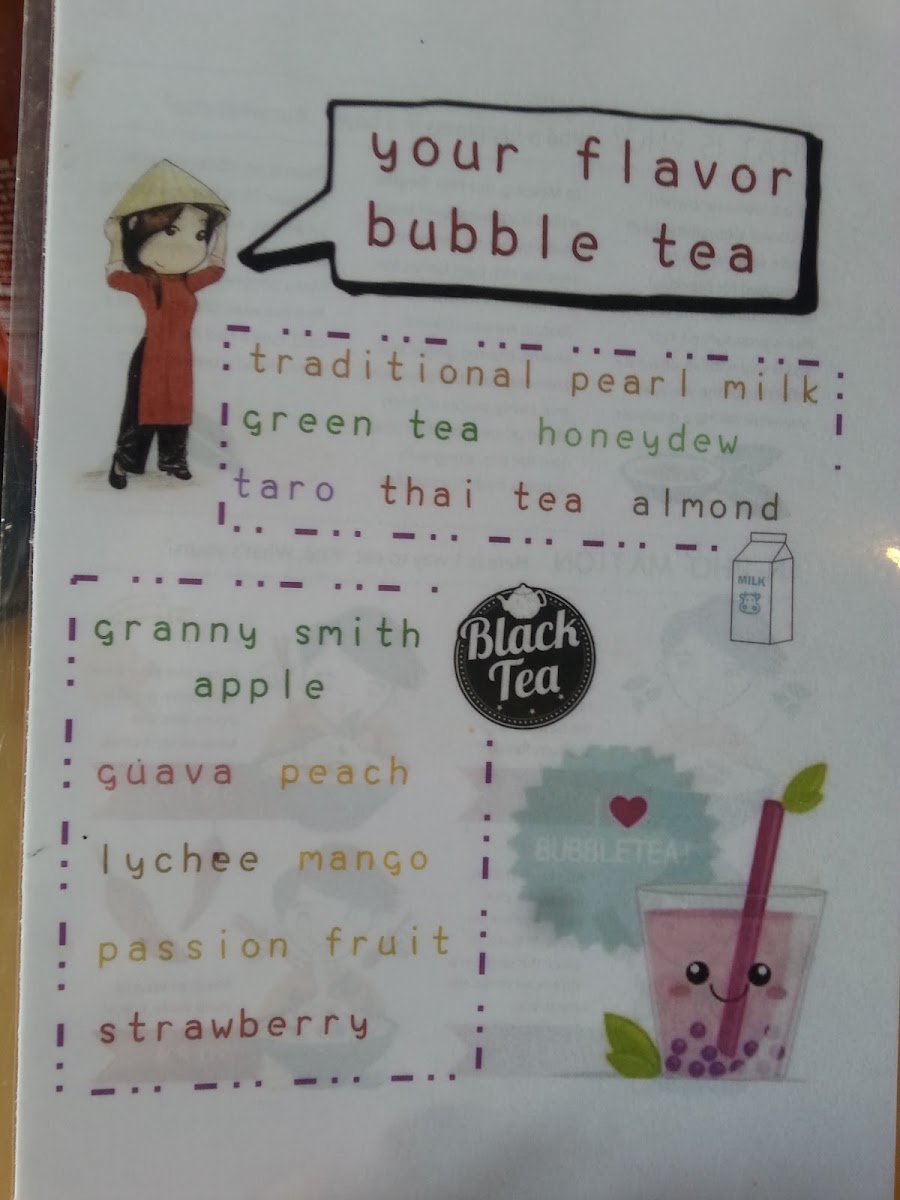 your flavor
bubble tea
traditional pearl milk
green tea honeydew
taro thai tea almond
MILK
granny smith
apple
Black
Tea
guava peach
lychee mango
passion fruit
strawberry
I
BUBBLETEA